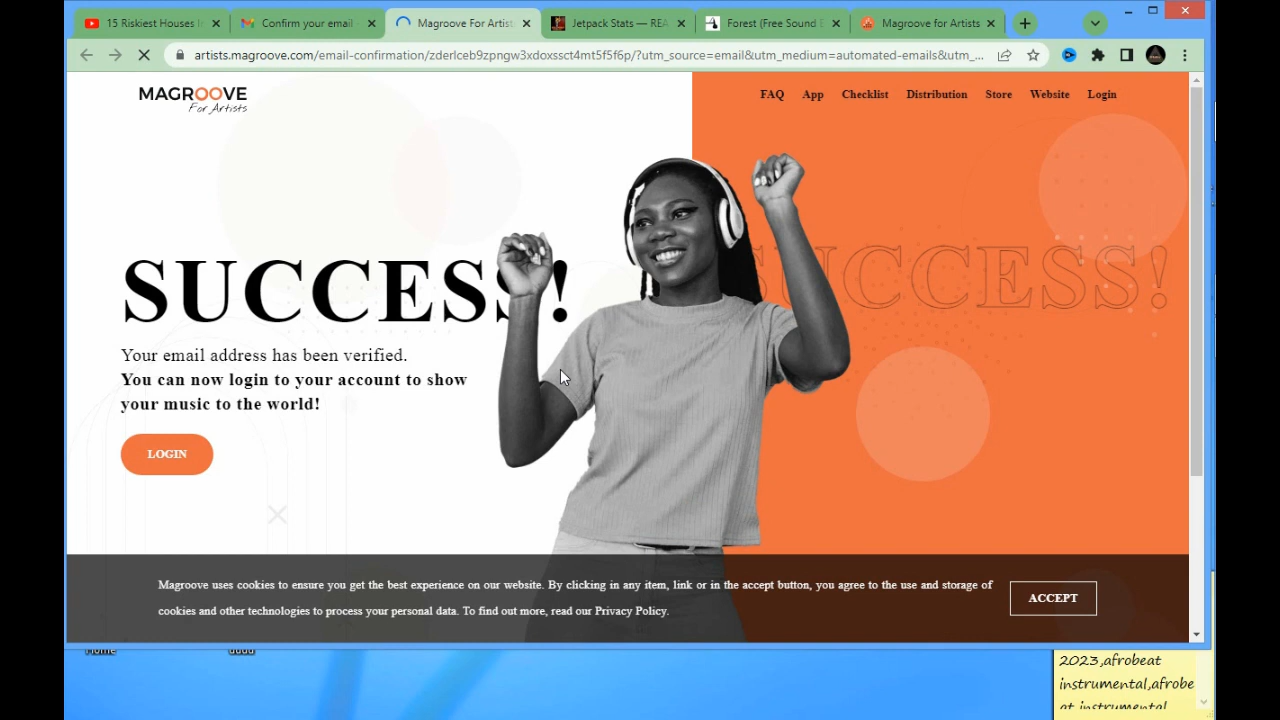 15 Riskiest Houses I
Confirm your email
Magroove For Artist
Jetpack Stats — REA
Forest (Free Sound E
Magroove for Artists
artists.magroove.com/email-confirmation/zderlceb9zpngw3xdoxssct4mt5f5f6p/?utm_source=email&utm_medium=automated-emails&utm_...
MAGROOVE
For Artists
FAQ App Checklist Distribution Store Website Login
SUCCESS!
SUCCESS!
Your email address has been verified.
You can now login to your account to show
your music to the world!
LOGIN
Magroove uses cookies to ensure you get the best experience on our website. By clicking in any item, link or in the accept button, you agree to the use and storage of
cookies and other technologies to process your personal data. To find out more, read our Privacy Policy.
ACCEPT
Home
2023,afrobeat
instrumental,afrobe
at instrumental